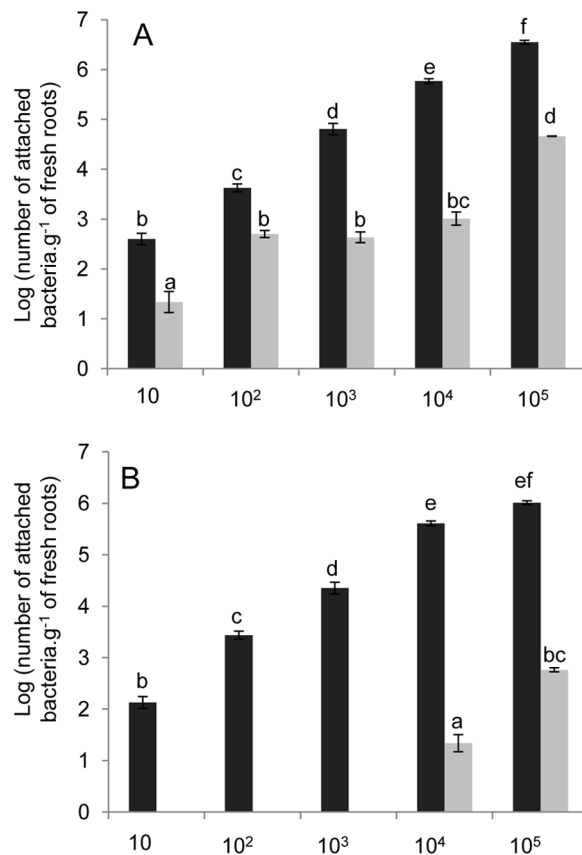 A
Log (number of attached
bacteria.g⁻¹ of fresh roots)
7
6
5
4
3
2
1
0
b
a
c
b
d
b
e
bc
f
d
10
10²
10³
10⁴
10⁵
B
Log (number of attached
bacteria.g⁻¹ of fresh roots)
7
6
5
4
3
2
1
0
b
c
d
e
a
ef
bc
10
10²
10³
10⁴
10⁵